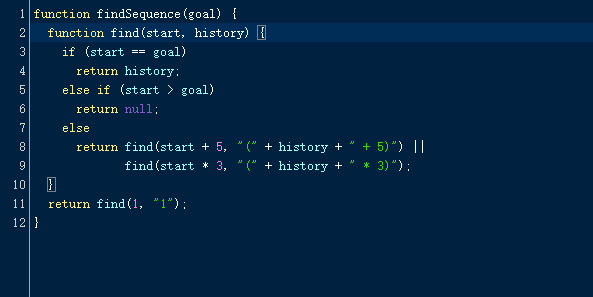 1 function findSequence(goal) {
2   function find(start, history) {
3     if (start == goal)
4       return history;
5     else if (start > goal)
6       return null;
7     else
8       return find(start + 5, "(" + history + " + 5)") ||
9              find(start * 3, "(" + history + " * 3)");
10   }
11   return find(1, "1");
12 }